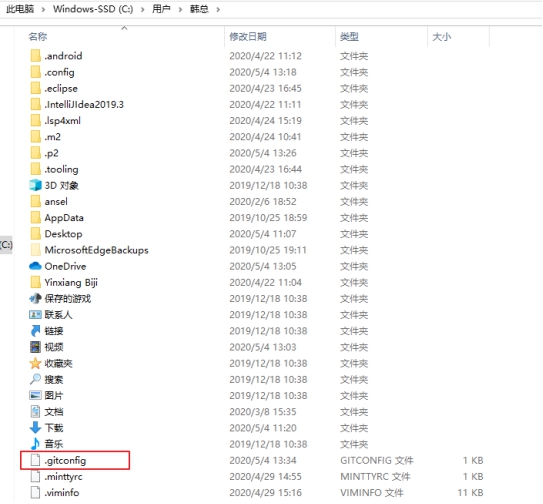 此电脑 > Windows-SSD (C:) > 用户 > 韩总 >
名称 修改日期 类型 大小
.android 2020/4/22 11:12 文件夹
.config 2020/5/4 13:18 文件夹
.eclipse 2020/4/23 16:45 文件夹
.IntelliJIdea2019.3 2020/4/22 11:11 文件夹
.lsp4xml 2020/4/24 15:19 文件夹
.m2 2020/4/24 10:41 文件夹
.p2 2020/5/4 13:26 文件夹
.tooling 2020/4/23 16:44 文件夹
3D 对象 2019/12/18 10:38 文件夹
ansel 2020/2/6 18:52 文件夹
AppData 2019/10/25 18:59 文件夹
Desktop 2020/5/4 11:07 文件夹
(C:)
MicrosoftEdgeBackups 2019/10/25 19:11 文件夹
OneDrive 2020/5/4 13:05 文件夹
Yinxiang Biji 2020/4/22 11:04 文件夹
保存的游戏 2019/12/18 10:38 文件夹
联系人 2019/12/18 10:38 文件夹
链接 2019/12/18 10:38 文件夹
视频 2020/5/4 13:03 文件夹
收藏夹 2019/12/18 10:38 文件夹
搜索 2019/12/18 10:38 文件夹
图片 2019/12/18 10:38 文件夹
文档 2020/3/8 15:35 文件夹
下载 2020/5/4 11:20 文件夹
音乐 2019/12/18 10:38 文件夹
.gitconfig 2020/5/4 13:34 GITCONFIG 文件 1 KB
.minttyrc 2020/4/29 14:55 MINTTYRC 文件 1 KB
.viminfo 2020/4/29 15:16 VIMINFO 文件 11 KB